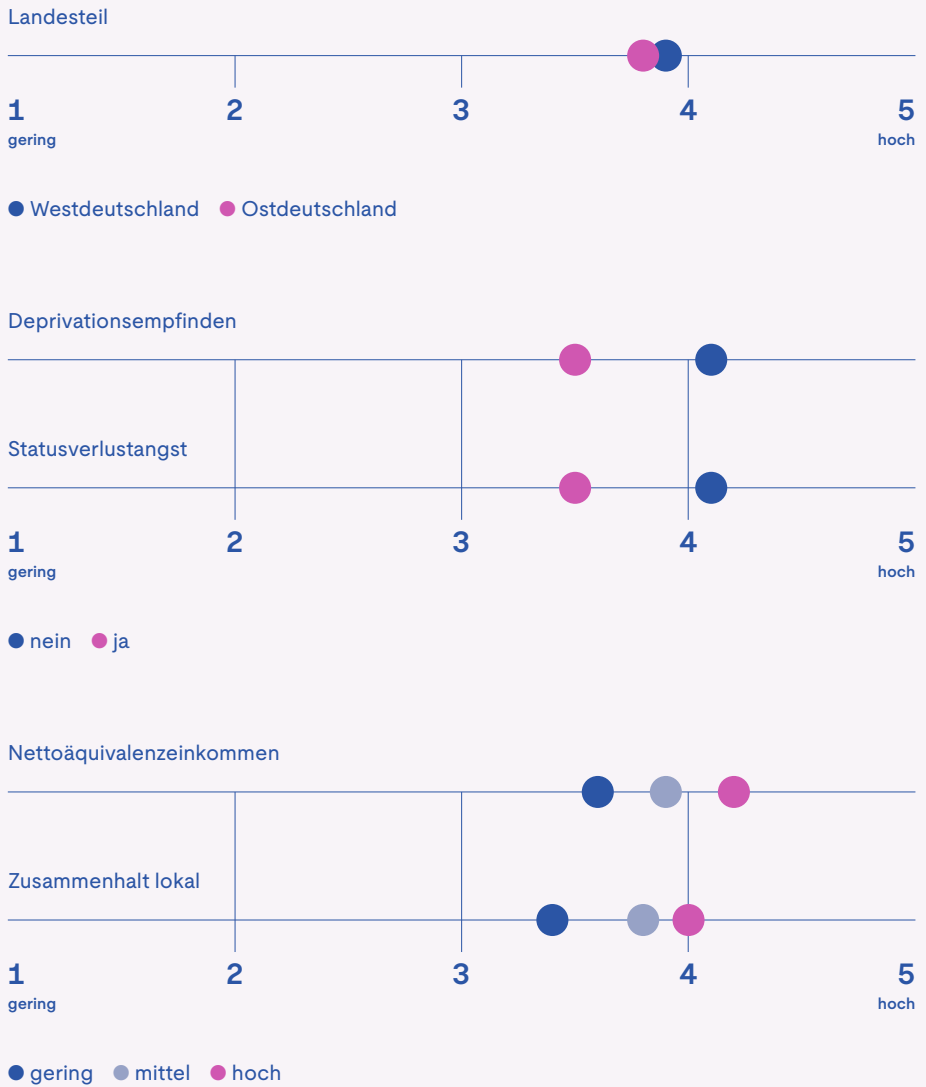 Landesteil
1 2 3 4 5
gering hoch
Westdeutschland Ostdeutschland
Deprivationsempfinden
Statusverlustangst
1 2 3 4 5
gering hoch
nein ja
Nettoäquivalenzeinkommen
Zusammenhalt lokal
1 2 3 4 5
gering hoch
gering mittel hoch